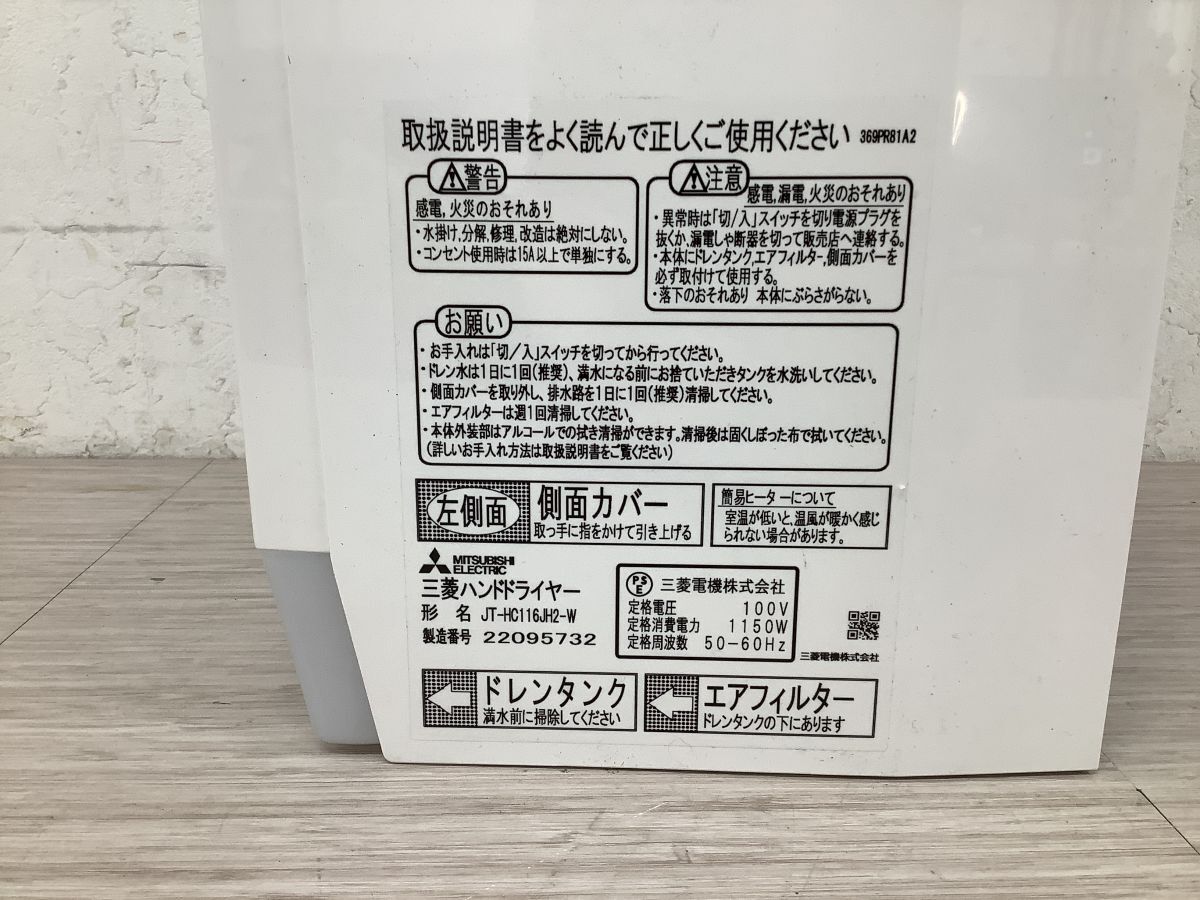 取扱説明書をよく読んで正しくご使用ください 369PR81A2
警告
感電,火災のおそれあり
・水掛け,分解,修理,改造は絶対にしない。
・コンセント使用時は15A以上で単独にする。
注意
感電,漏電,火災のおそれあり
・異常時は「切/入」スイッチを切り電源プラグを
抜くか、漏電しゃ断器を切って販売店へ連絡する。
・本体にドレンタンク,エアフィルター,側面カバーを
必ず取付けて使用する。
・落下のおそれあり 本体にぶらさがらない。
お願い
・お手入れは「切/入」スイッチを切ってから行ってください。
・ドレン水は1日に1回(推奨)、満水になる前にお捨ていただきタンクを水洗いしてください。
・側面カバーを取り外し、排水路を1日に1回(推奨)清掃してください。
・エアフィルターは週1回清掃してください。
・本体外装部はアルコールでの拭き清掃ができます。清掃後は固くしぼった布で拭いてください。
(詳しいお手入れ方法は取扱説明書をご覧ください)
左側面
側面カバー
取っ手に指をかけて引き上げる
簡易ヒーターについて
室温が低いと、温風が暖かく感じ
られない場合があります。
MITSUBISHI
ELECTRIC
三菱ハンドドライヤー
形 名 JT-HC116JH2-W
製造番号 22095732
PSE 三菱電機株式会社
定格電圧 100V
定格消費電力 1150W
定格周波数 50-60Hz
三菱電機株式会社
ドレンタンク
満水前に掃除してください
エアフィルター
ドレンタンクの下にあります